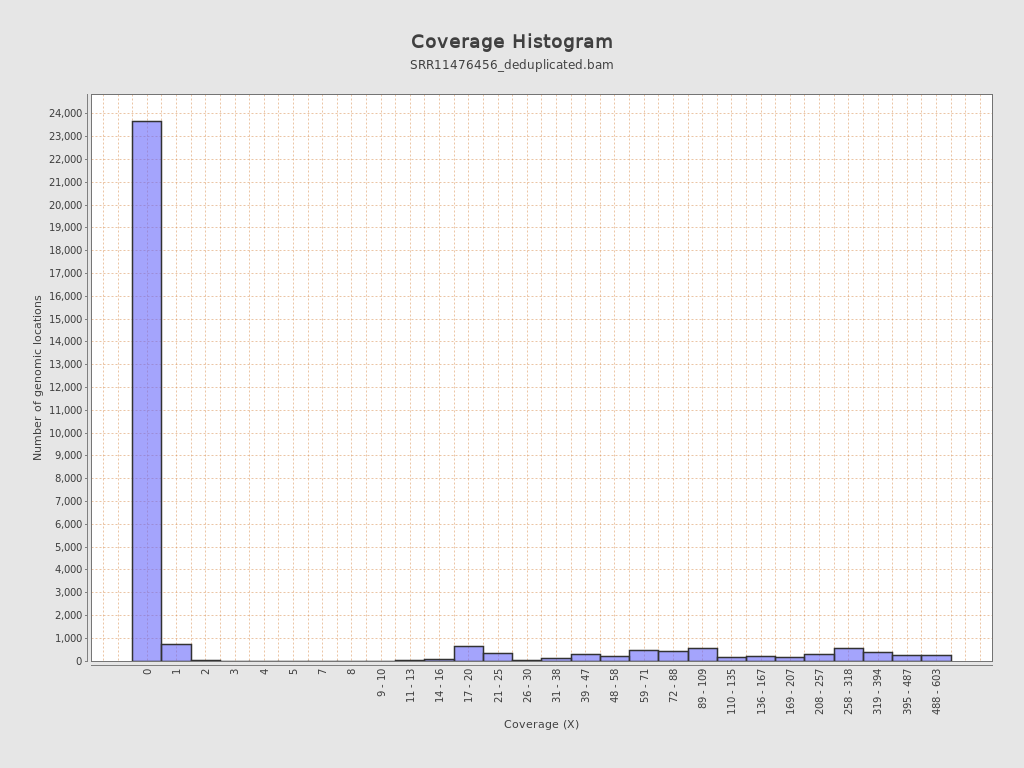 Coverage Histogram
SRR11476456_deduplicated.bam
Number of genomic locations
24,000
23,000
22,000
21,000
20,000
19,000
18,000
17,000
16,000
15,000
14,000
13,000
12,000
11,000
10,000
9,000
8,000
7,000
6,000
5,000
4,000
3,000
2,000
1,000
0
0
1
2
3
4
5
7
8
9 - 10
11 - 13
14 - 16
17 - 20
21 - 25
26 - 30
31 - 38
39 - 47
48 - 58
59 - 71
72 - 88
89 - 109
110 - 135
136 - 167
169 - 207
208 - 257
258 - 318
319 - 394
395 - 487
488 - 603
Coverage (X)